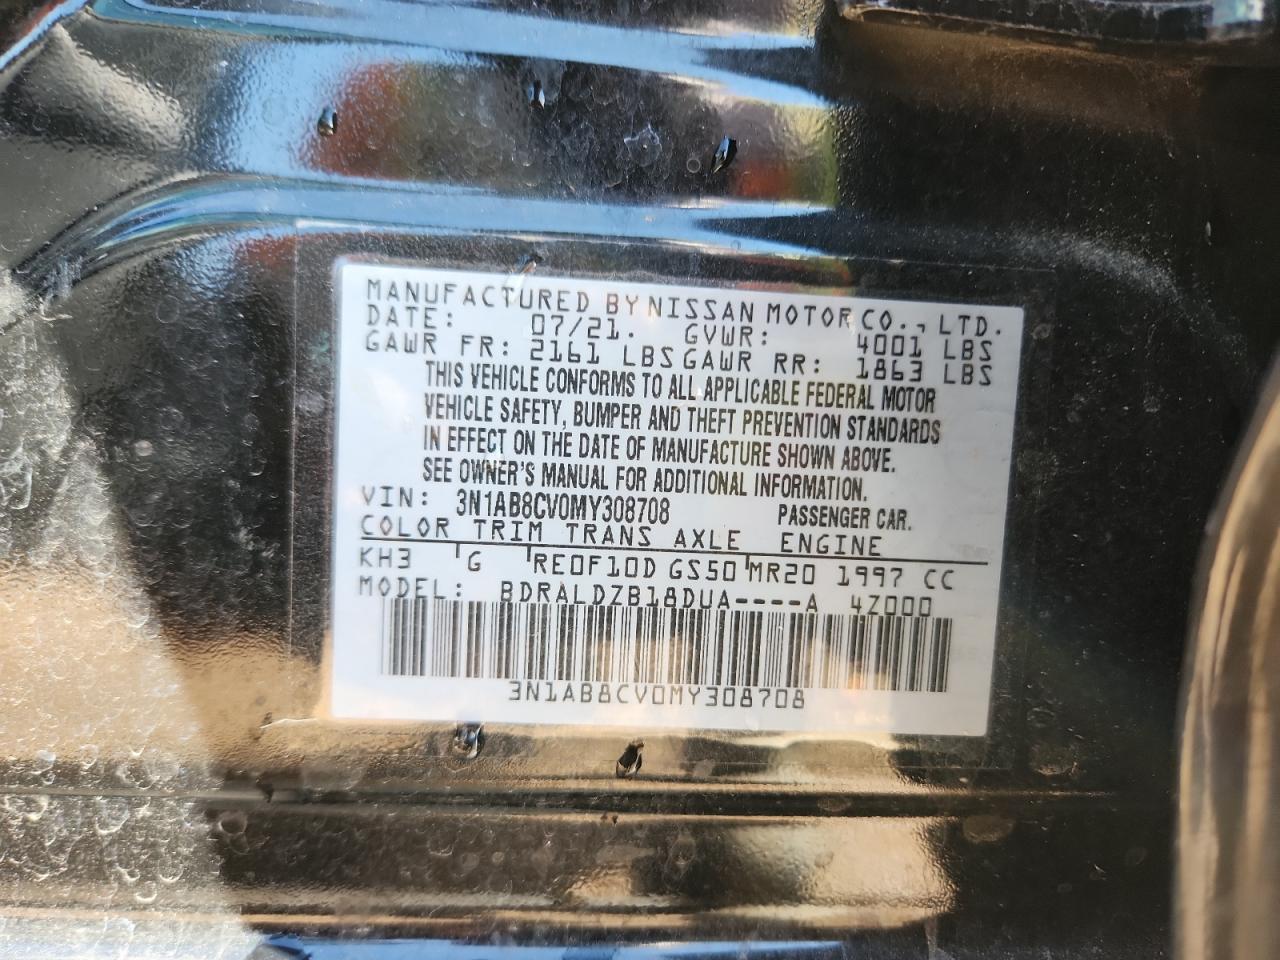 MANUFACTURED BY NISSAN MOTOR CO., LTD.
DATE: 07/21. GVWR: 4001 LBS
GAWR FR: 2161 LBS GAWR RR: 1863 LBS
THIS VEHICLE CONFORMS TO ALL APPLICABLE FEDERAL MOTOR
VEHICLE SAFETY, BUMPER AND THEFT PREVENTION STANDARDS
IN EFFECT ON THE DATE OF MANUFACTURE SHOWN ABOVE.
SEE OWNER'S MANUAL FOR ADDITIONAL INFORMATION.
VIN: 3N1AB8CV0MY308708 PASSENGER CAR.
COLOR TRIM TRANS AXLE ENGINE
KH3 G RE0F10D GS50 MR20 1997 CC
MODEL: BDRALDZB18DUA----A 4Z000
3N1AB8CV0MY308708